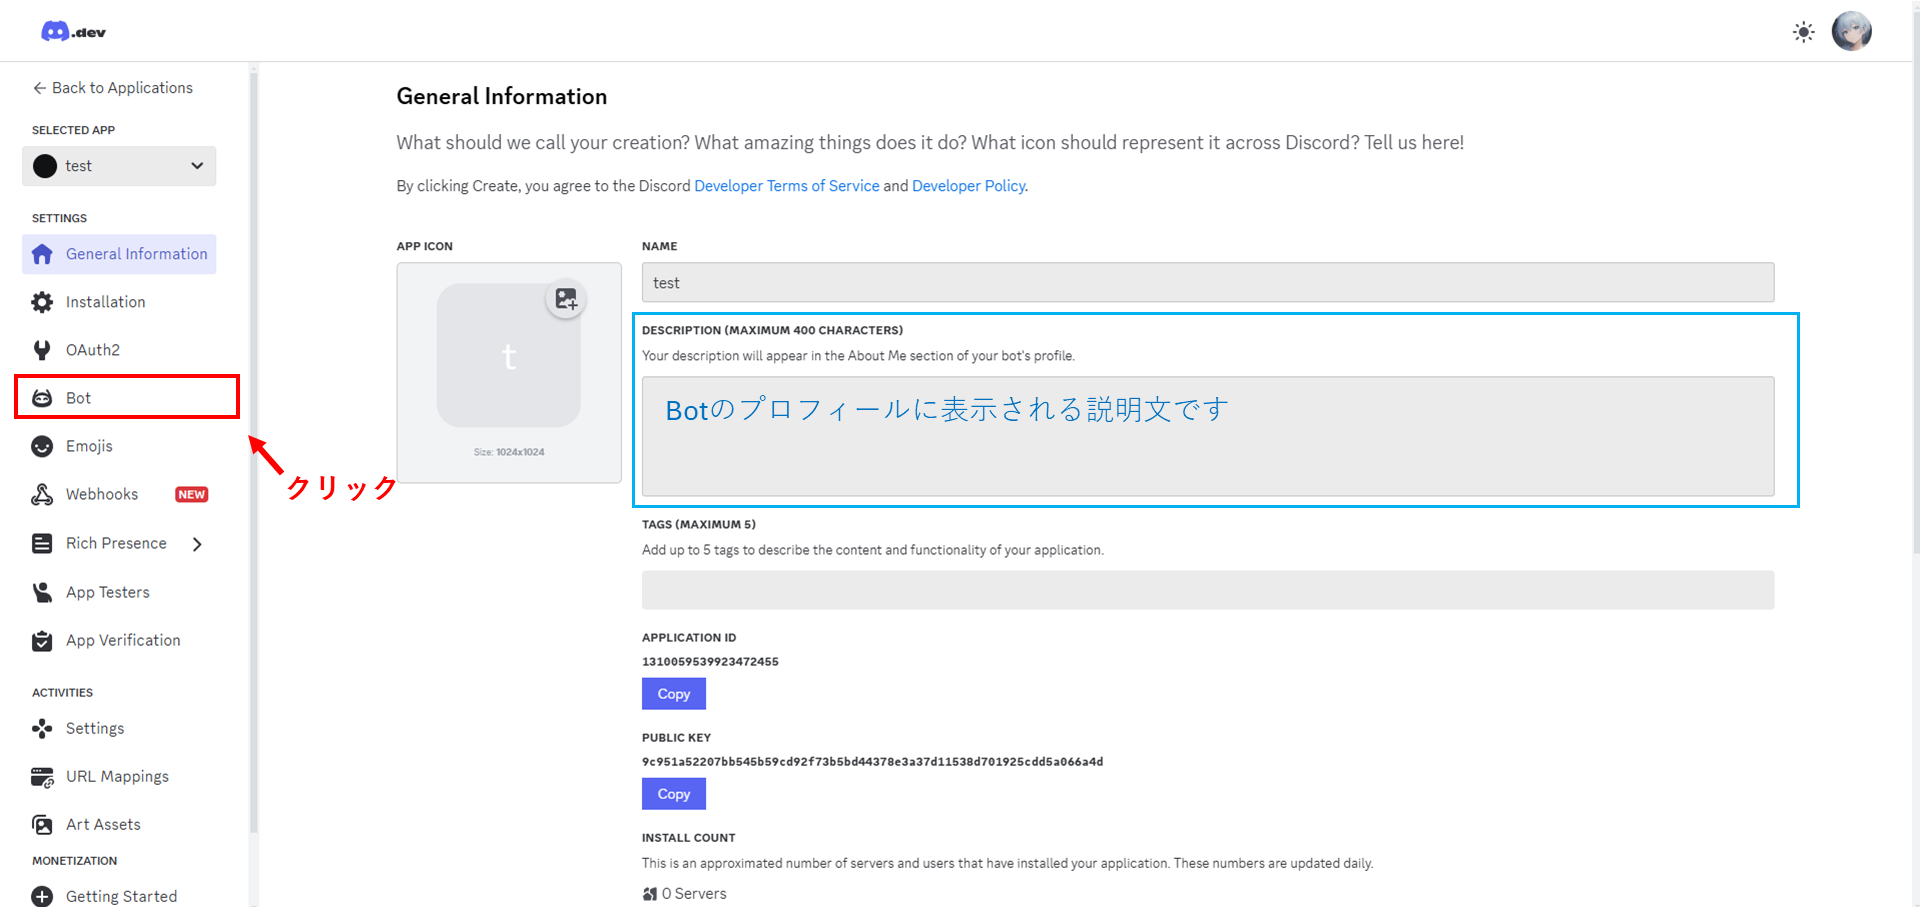 .dev
Back to Applications
SELECTED APP
test
SETTINGS
General Information
Installation
OAuth2
Bot
Emojis
Webhooks NEW
Rich Presence
App Testers
App Verification
ACTIVITIES
Settings
URL Mappings
Art Assets
MONETIZATION
Getting Started
クリック
General Information
What should we call your creation? What amazing things does it do? What icon should represent it across Discord? Tell us here!
By clicking Create, you agree to the Discord Developer Terms of Service and Developer Policy.
APP ICON
t
Size: 1024x1024
NAME
test
DESCRIPTION (MAXIMUM 400 CHARACTERS)
Your description will appear in the About Me section of your bot's profile.
Botのプロフィールに表示される説明文です
TAGS (MAXIMUM 5)
Add up to 5 tags to describe the content and functionality of your application.
APPLICATION ID
1310059539923472455
Copy
PUBLIC KEY
9c951a52207bb545b59cd92f73b5bd44378e3a37d11538d701925cdd5a066a4d
Copy
INSTALL COUNT
This is an approximated number of servers and users that have installed your application. These numbers are updated daily.
0 Servers